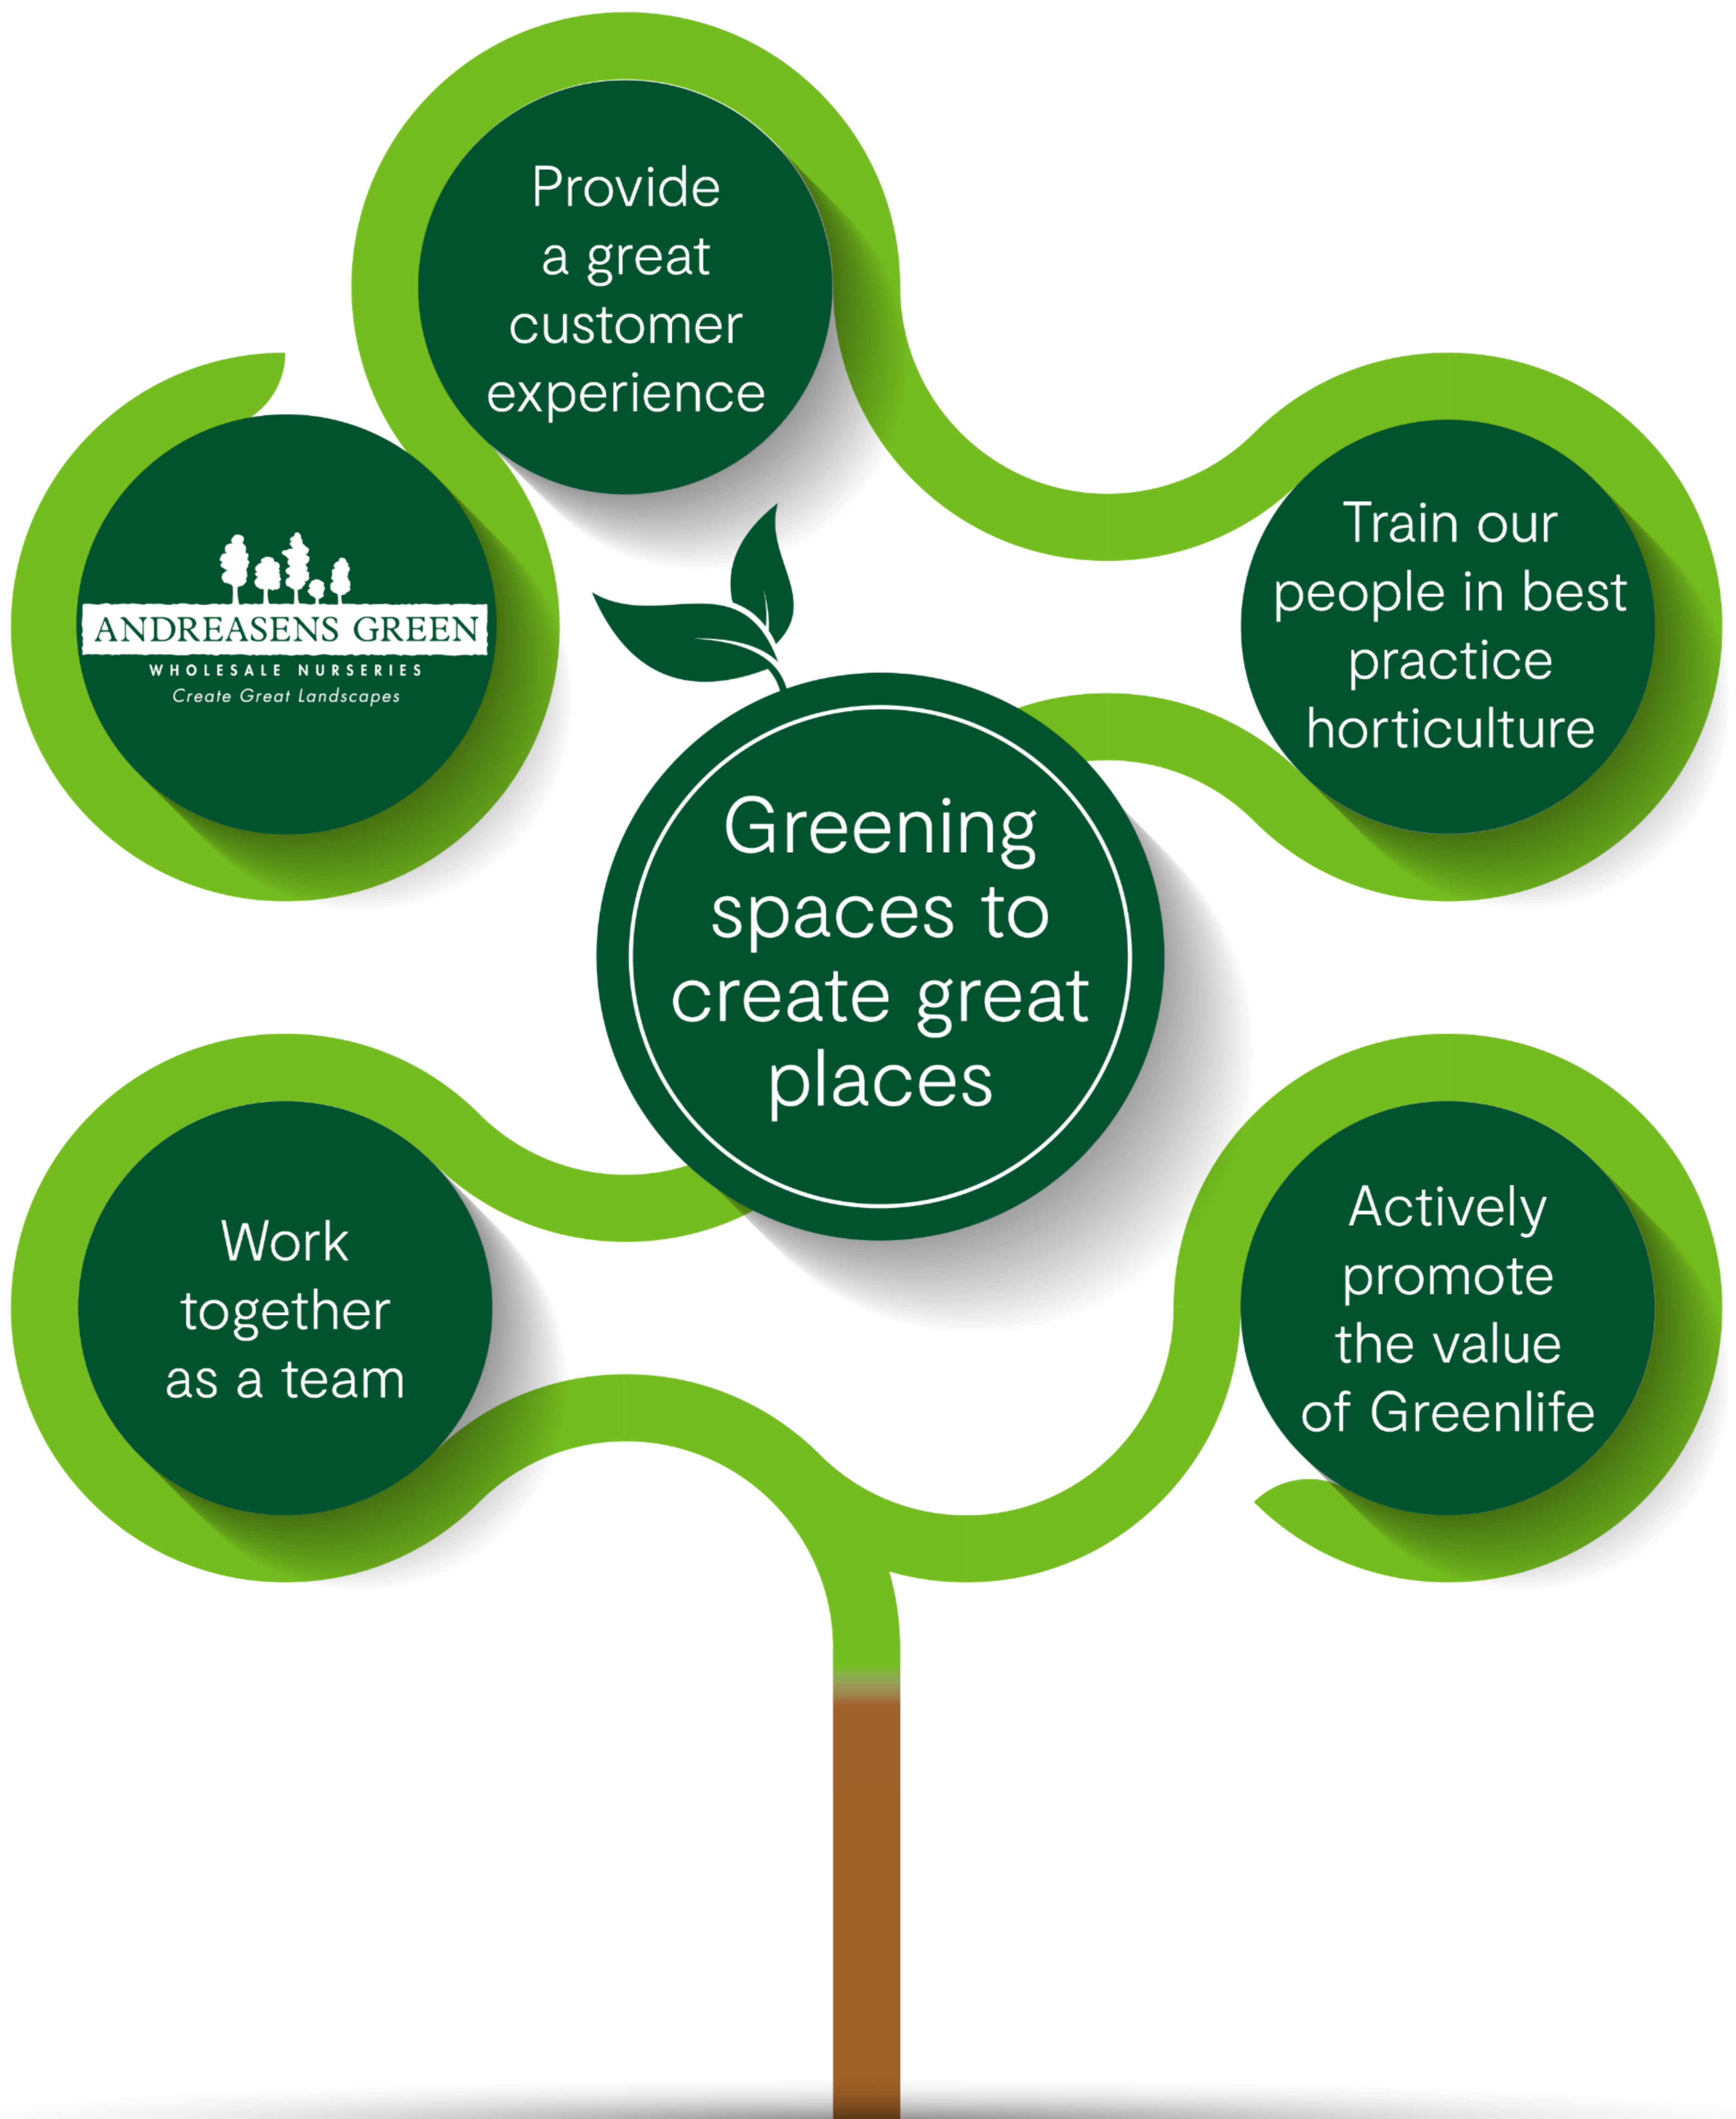 Provide
a great
customer
experience
ANDREASENS GREEN
WHOLESALE NURSERIES
Create Great Landscapes
Train our
people in best
practice
horticulture
Greening
spaces to
create great
places
Work
together
as a team
Actively
promote
the value
of Greenlife